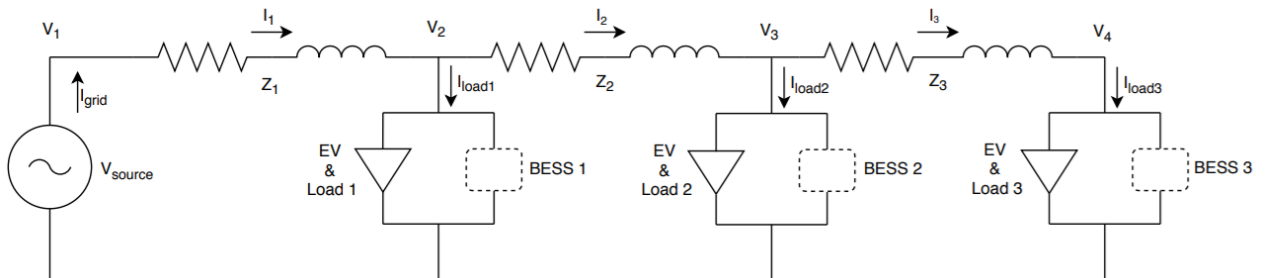 V1
I1
V2
I2
V3
I3
V4
Igrid
Z1
Iload1
Z2
Iload2
Z3
Iload3
Vsource
EV
&
Load 1
BESS 1
EV
&
Load 2
BESS 2
EV
&
Load 3
BESS 3